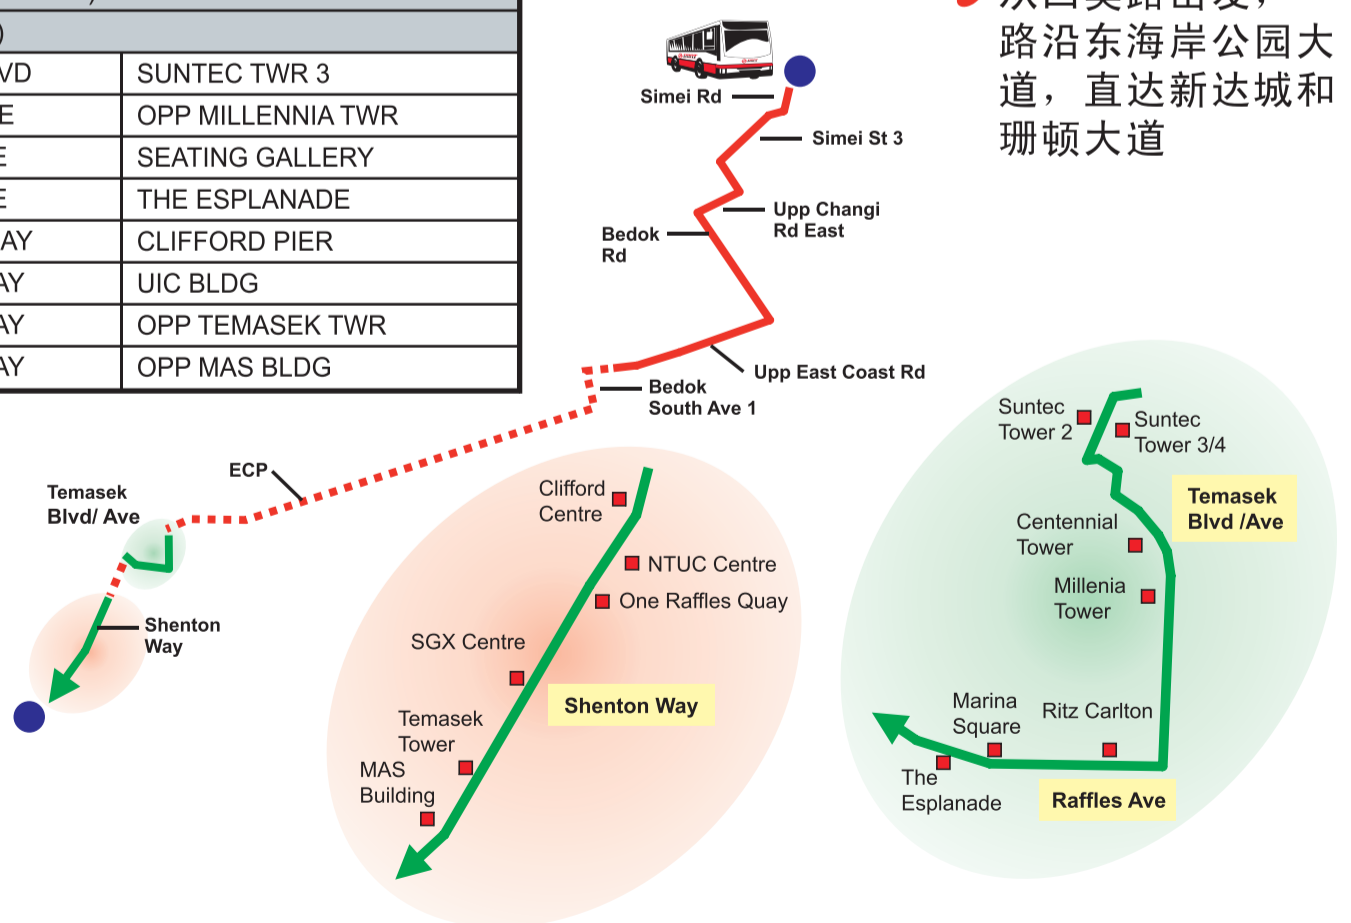 )
VD SUNTEC TWR 3
E OPP MILLENNIA TWR
E SEATING GALLERY
E THE ESPLANADE
AY CLIFFORD PIER
AY UIC BLDG
AY OPP TEMASEK TWR
AY OPP MAS BLDG
路沿东海岸公园大
道，直达新达城和
珊顿大道
Simei Rd
Simei St 3
Upp Changi
Rd East
Bedok
Rd
Upp East Coast Rd
Bedok
South Ave 1
ECP
Temasek
Blvd/ Ave
Shenton
Way
Clifford
Centre
NTUC Centre
One Raffles Quay
SGX Centre
Shenton Way
Temasek
Tower
MAS
Building
Suntec
Tower 2
Suntec
Tower 3/4
Temasek
Blvd /Ave
Centennial
Tower
Millenia
Tower
Marina
Square
Ritz Carlton
The
Esplanade
Raffles Ave